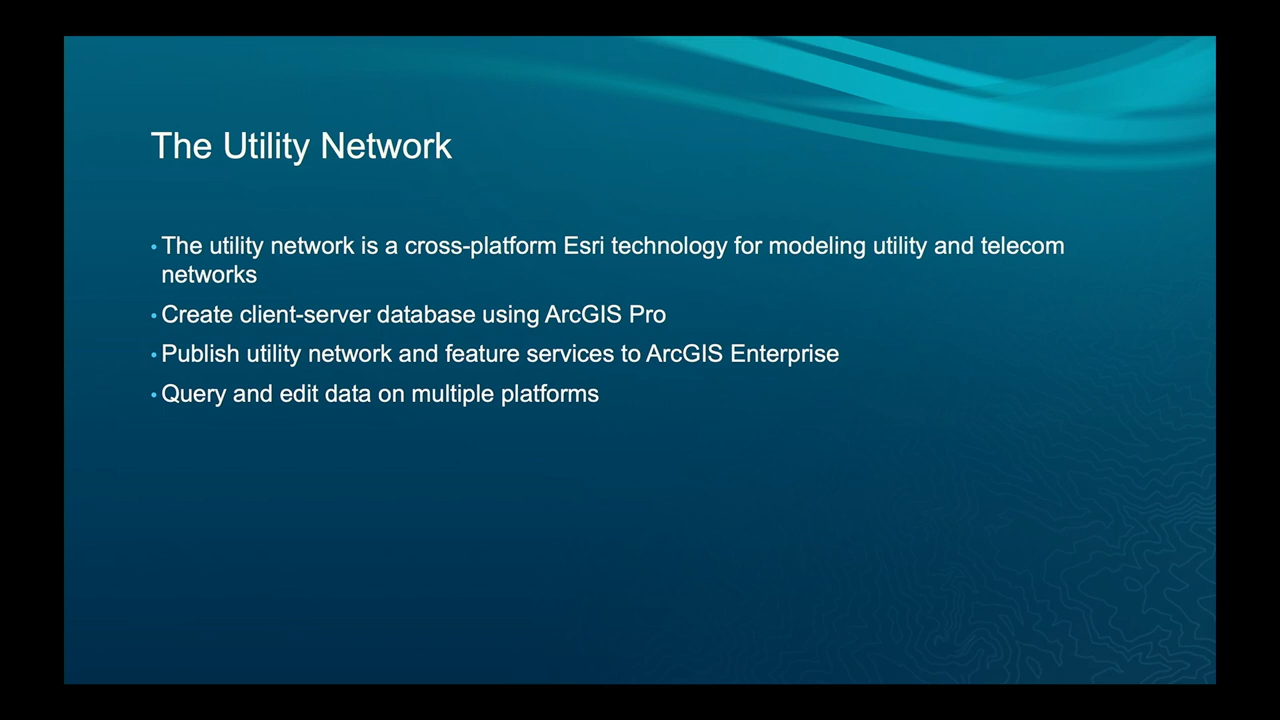 The Utility Network
• The utility network is a cross-platform Esri technology for modeling utility and telecom
networks
• Create client-server database using ArcGIS Pro
• Publish utility network and feature services to ArcGIS Enterprise
• Query and edit data on multiple platforms